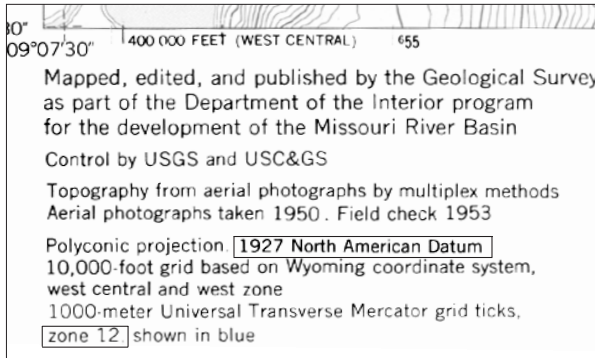 30"
09°07'30"
400 000 FEET (WEST CENTRAL)
655
Mapped, edited, and published by the Geological Survey
as part of the Department of the Interior program
for the development of the Missouri River Basin
Control by USGS and USC&GS
Topography from aerial photographs by multiplex methods
Aerial photographs taken 1950. Field check 1953
Polyconic projection. 1927 North American Datum
10,000-foot grid based on Wyoming coordinate system,
west central and west zone
1000-meter Universal Transverse Mercator grid ticks,
zone 12, shown in blue